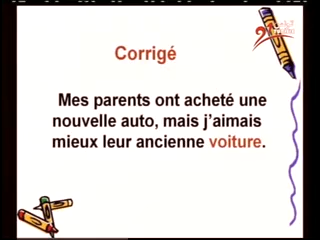 Corrigé
Mes parents ont acheté une
nouvelle auto, mais j'aimais
mieux leur ancienne voiture.